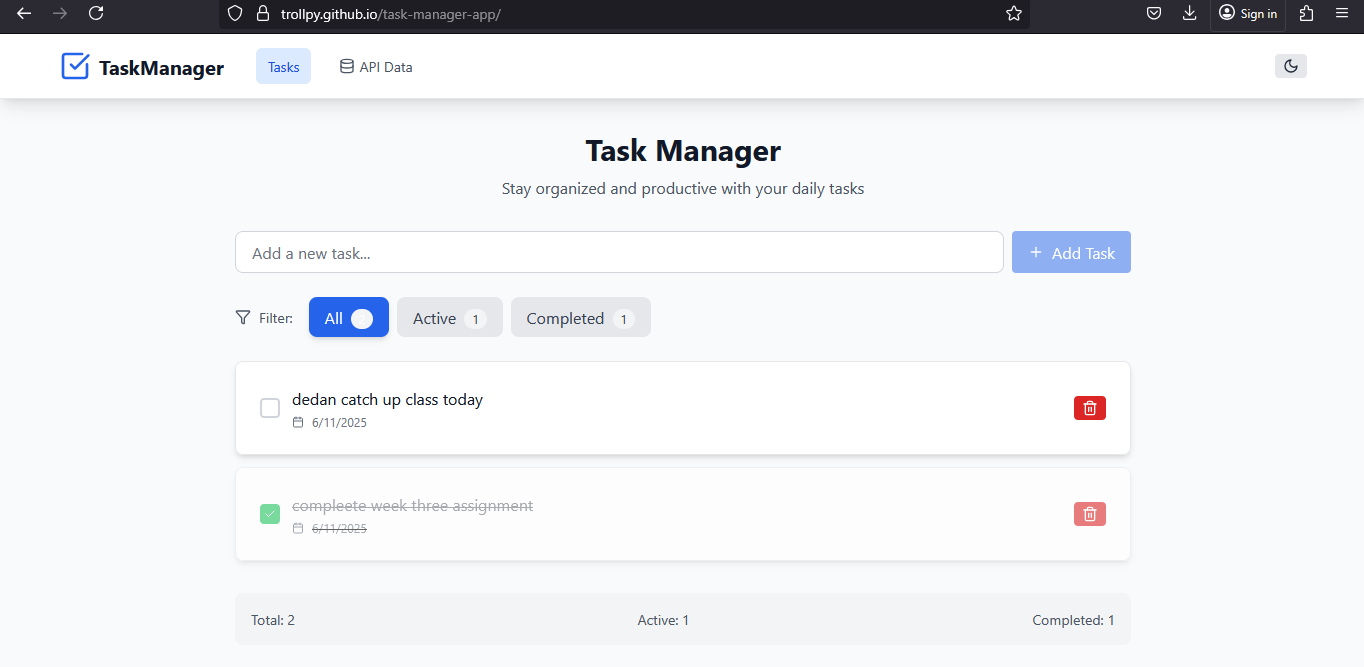 trollpy.github.io/task-manager-app/
Sign in
TaskManager
Tasks
API Data
Task Manager
Stay organized and productive with your daily tasks
Add a new task...
+ Add Task
Filter:
All
Active 1
Completed 1
dedan catch up class today
6/11/2025
compleete week three assignment
6/11/2025
Total: 2
Active: 1
Completed: 1